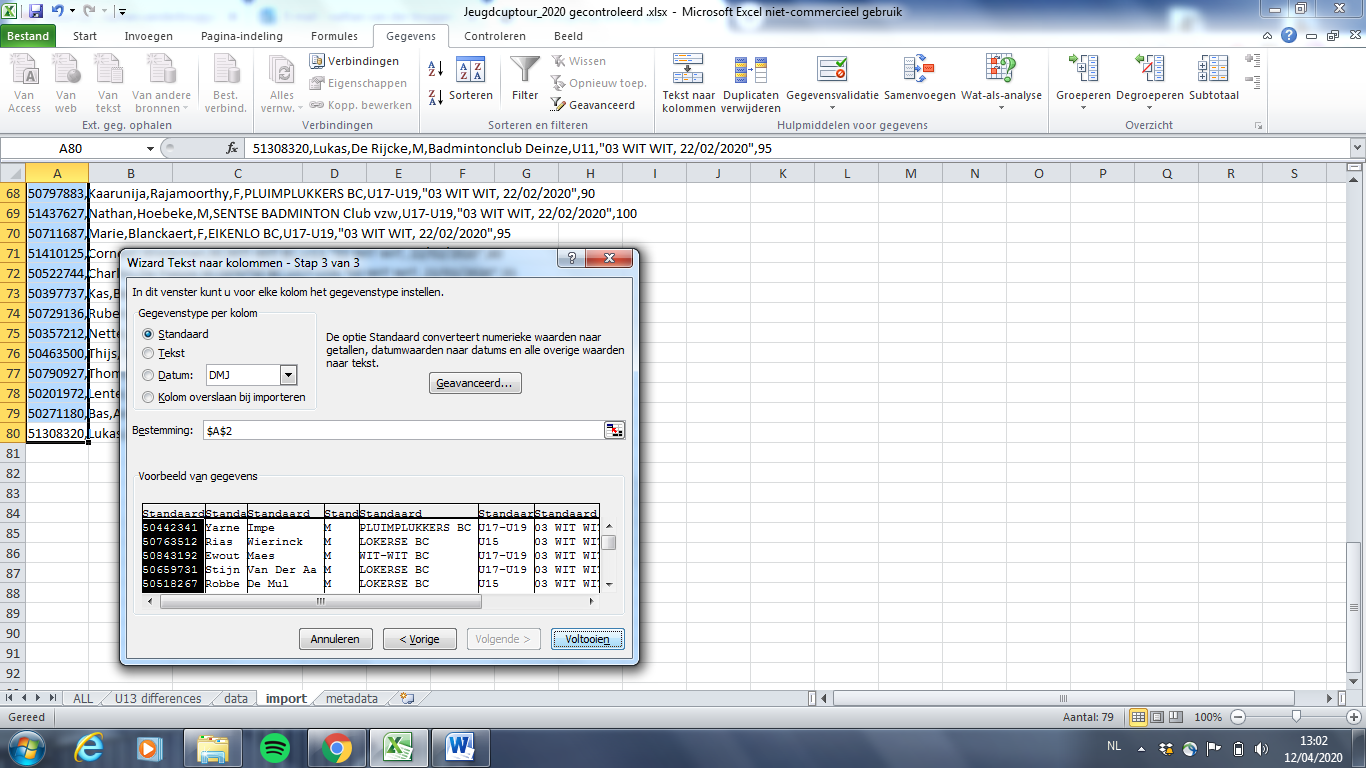 Jeugdcuptour_2020 gecontroleerd .xlsx - Microsoft Excel niet-commercieel gebruik
Bestand Start Invoegen Pagina-indeling Formules Gegevens Controleren Beeld
Van Access
Van web
Van tekst
Van andere bronnen
Ext. geg. ophalen
Best. verbind.
Alles vernw.
Verbindingen
Eigenschappen
Kopp. bewerken
Verbindingen
Sorteren
Filter
Wissen
Opnieuw toep.
Geavanceerd
Sorteren en filteren
Tekst naar kolommen
Duplicaten verwijderen
Gegevensvalidatie
Samenvoegen
Wat-als-analyse
Hulpmiddelen voor gegevens
Groeperen
Degroeperen
Subtotaal
Overzicht
A80 fx 51308320,Lukas,De Rijcke,M,Badmintonclub Deinze,U11,"03 WIT WIT, 22/02/2020",95
A B C D E F G H I J K L M N O P Q R S
68 50797883,Kaarunija,Rajamoorthy,F,PLUIMPLUKKERS BC,U17-U19,"03 WIT WIT, 22/02/2020",90
69 51437627,Nathan,Hoebeke,M,SENTSE BADMINTON Club vzw,U17-U19,"03 WIT WIT, 22/02/2020",100
70 50711687,Marie,Blanckaert,F,EIKENLO BC,U17-U19,"03 WIT WIT, 22/02/2020",95
71 51410125,Corne
72 50522744,Charl
73 50397737,Kas,B
74 50729136,Rube
75 50357212,Nette
76 50463500,Thijs,
77 50790927,Thom
78 50201972,Lente
79 50271180,Bas,A
80 51308320,Lukas
81
82
83
84
85
86
87
88
89
90
91
92
Wizard Tekst naar kolommen - Stap 3 van 3
In dit venster kunt u voor elke kolom het gegevenstype instellen.
Gegevenstype per kolom
Standaard
Tekst
Datum: DMJ
Kolom overslaan bij importeren
De optie Standaard converteert numerieke waarden naar
getallen, datumwaarden naar datums en alle overige waarden
naar tekst.
Geavanceerd...
Bestemming: $A$2
Voorbeeld van gegevens
Standaard Standa Standaard Stand Standaard Standaar Standaard
50442341 Yarne Impe M PLUIMPLUKKERS BC U17-U19 03 WIT WIT
50763512 Rias Wierinck M LOKERSE BC U15 03 WIT WIT
50843192 Ewout Maes M WIT-WIT BC U17-U19 03 WIT WIT
50659731 Stijn Van Der Aa M LOKERSE BC U17-U19 03 WIT WIT
50518267 Robbe De Mul M LOKERSE BC U15 03 WIT WIT
Annuleren < Vorige Volgende > Voltooien
ALL U13 differences data import metadata
Gereed Aantal: 79 100%
NL 13:02
12/04/2020